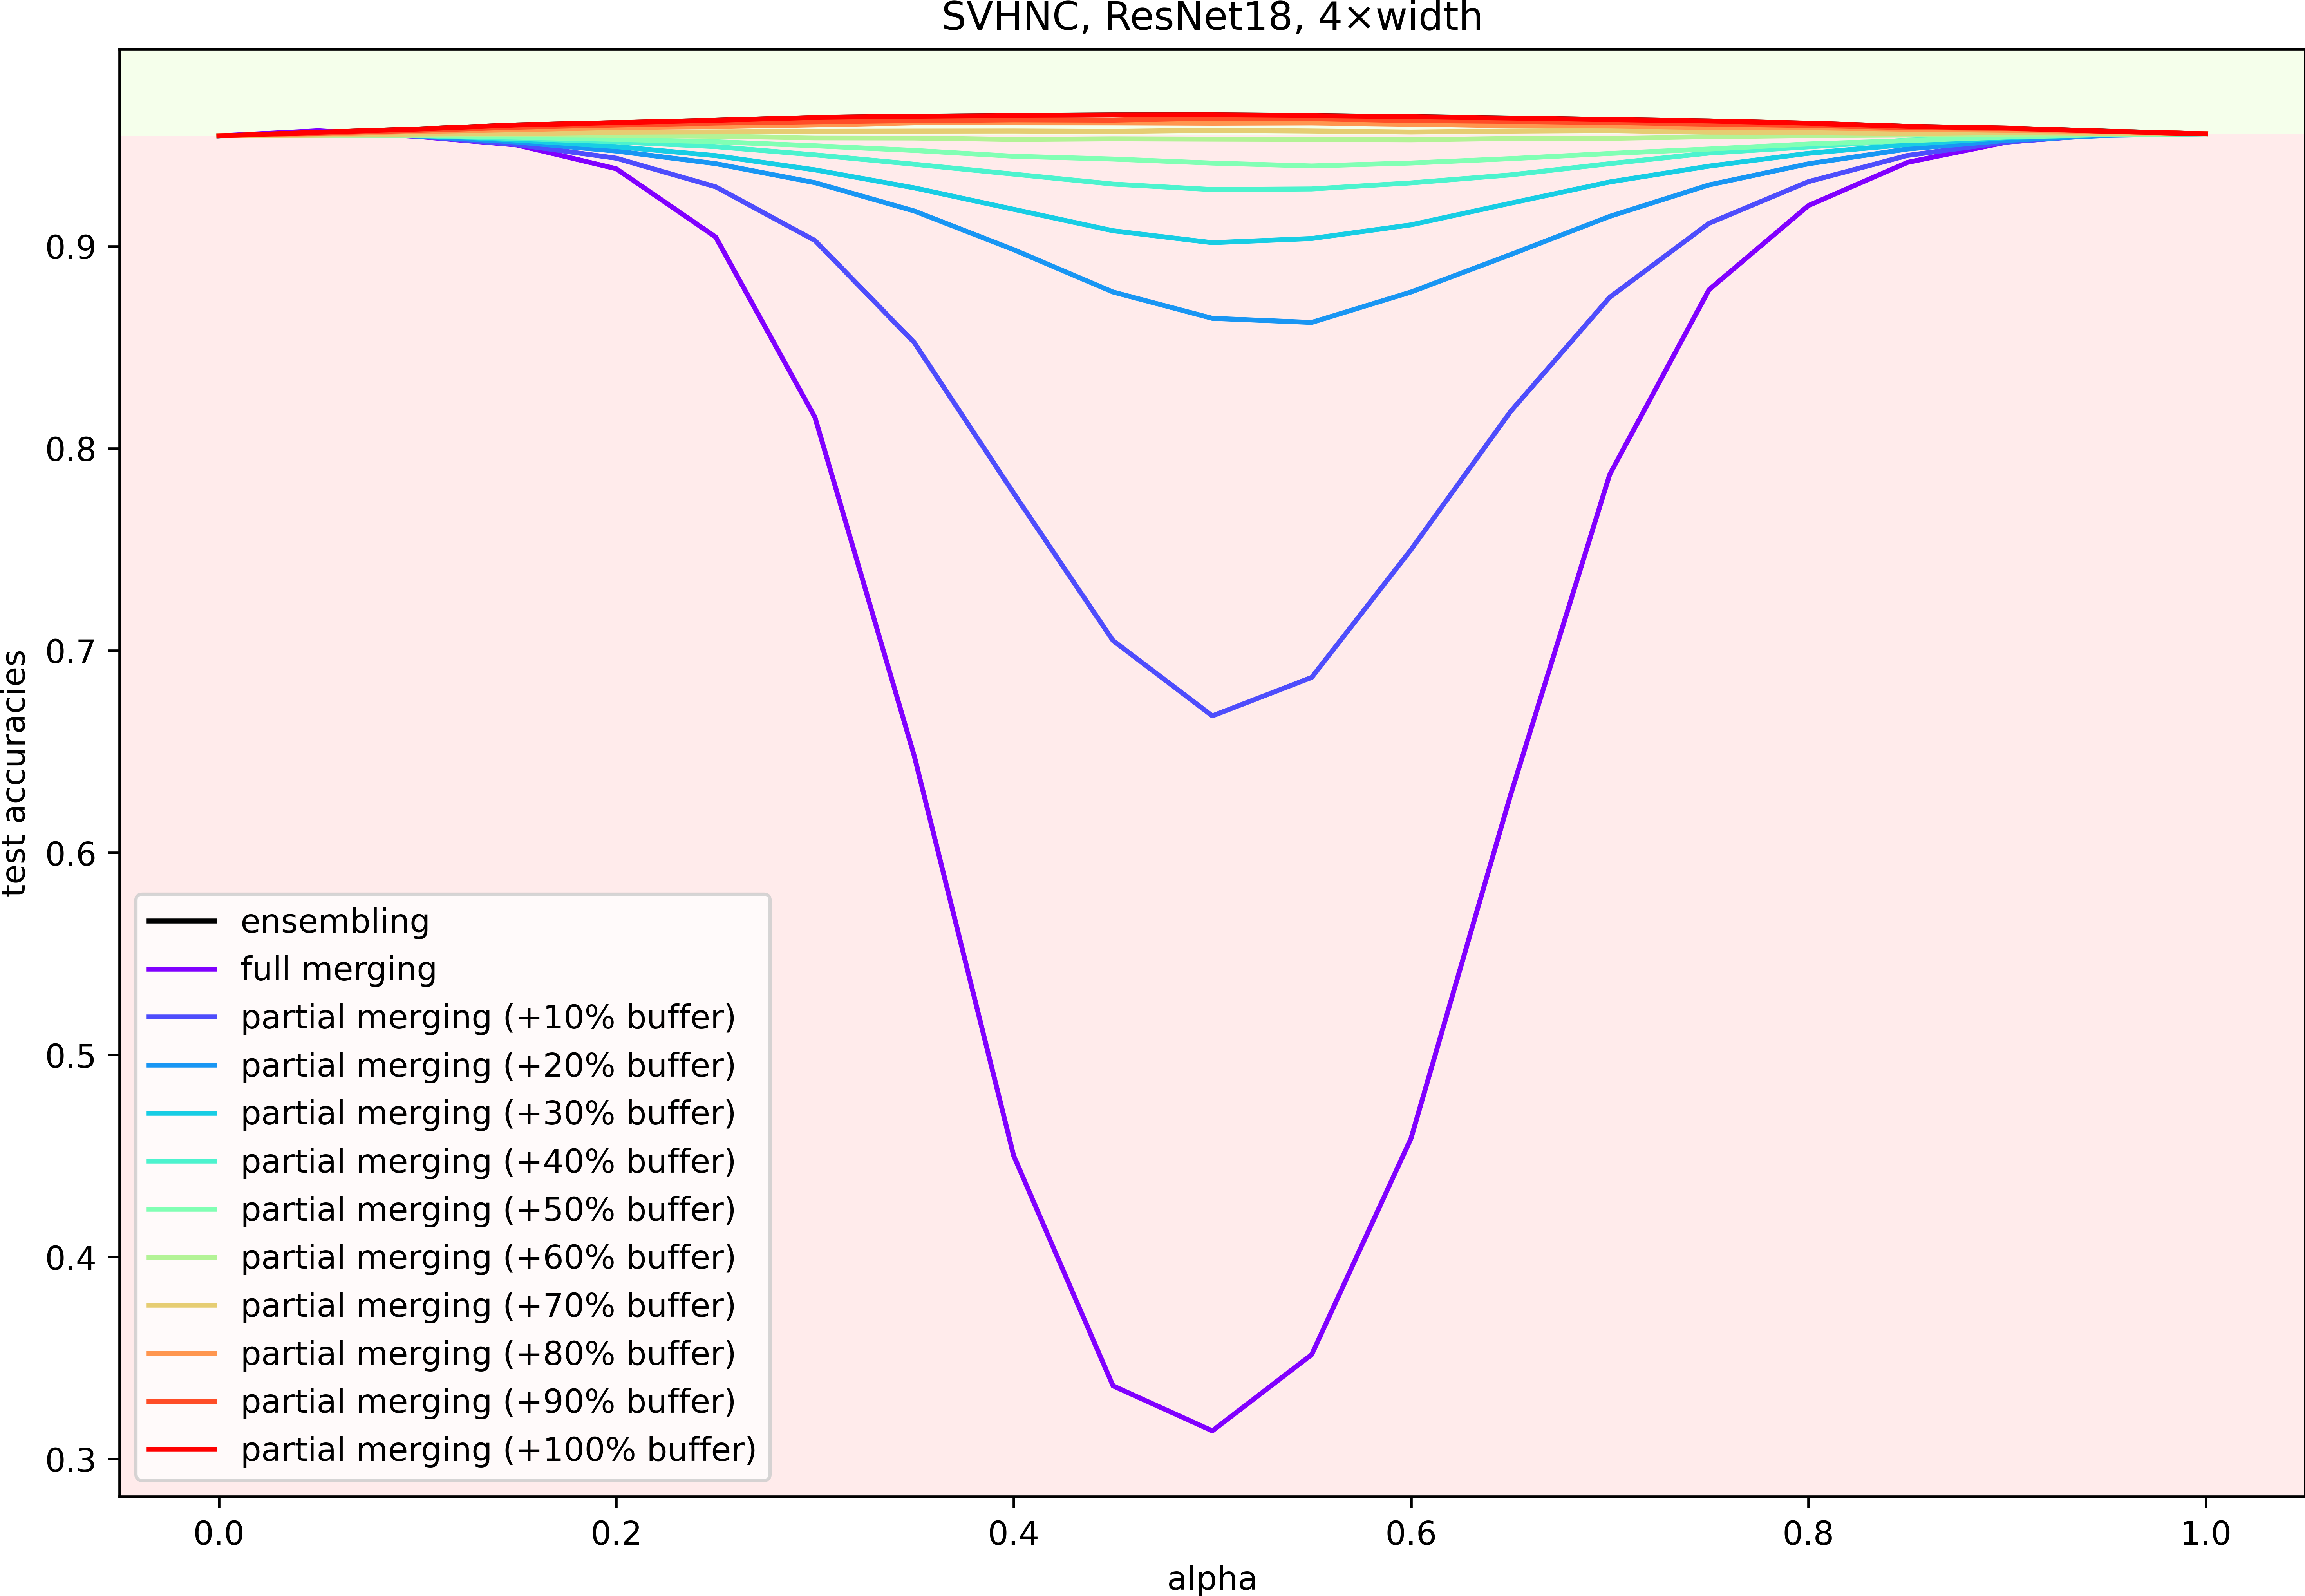 SVHNC, ResNet18, 4×width
test accuracies
0.9
0.8
0.7
0.6
0.5
0.4
0.3
ensembling
full merging
partial merging (+10% buffer)
partial merging (+20% buffer)
partial merging (+30% buffer)
partial merging (+40% buffer)
partial merging (+50% buffer)
partial merging (+60% buffer)
partial merging (+70% buffer)
partial merging (+80% buffer)
partial merging (+90% buffer)
partial merging (+100% buffer)
0.0 0.2 0.4 0.6 0.8 1.0
alpha